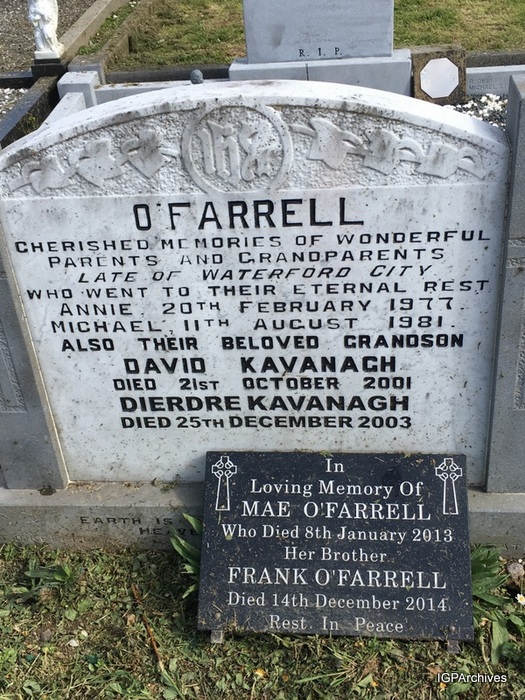 R. I. P.
IHS
O'FARRELL
CHERISHED MEMORIES OF WONDERFUL
PARENTS AND GRANDPARENTS
LATE OF WATERFORD CITY
WHO WENT TO THEIR ETERNAL REST
ANNIE 20TH FEBRUARY 1977.
MICHAEL, 11TH AUGUST 1981.
ALSO THEIR BELOVED GRANDSON
DAVID KAVANAGH
DIED 21ST OCTOBER 2001
DIERDRE KAVANAGH
DIED 25TH DECEMBER 2003
EARTH IS
In
Loving Memory Of
MAE O'FARRELL
Who Died 8th January 2013
Her Brother
FRANK O'FARRELL
Died 14th December 2014
Rest In Peace
IGPArchives